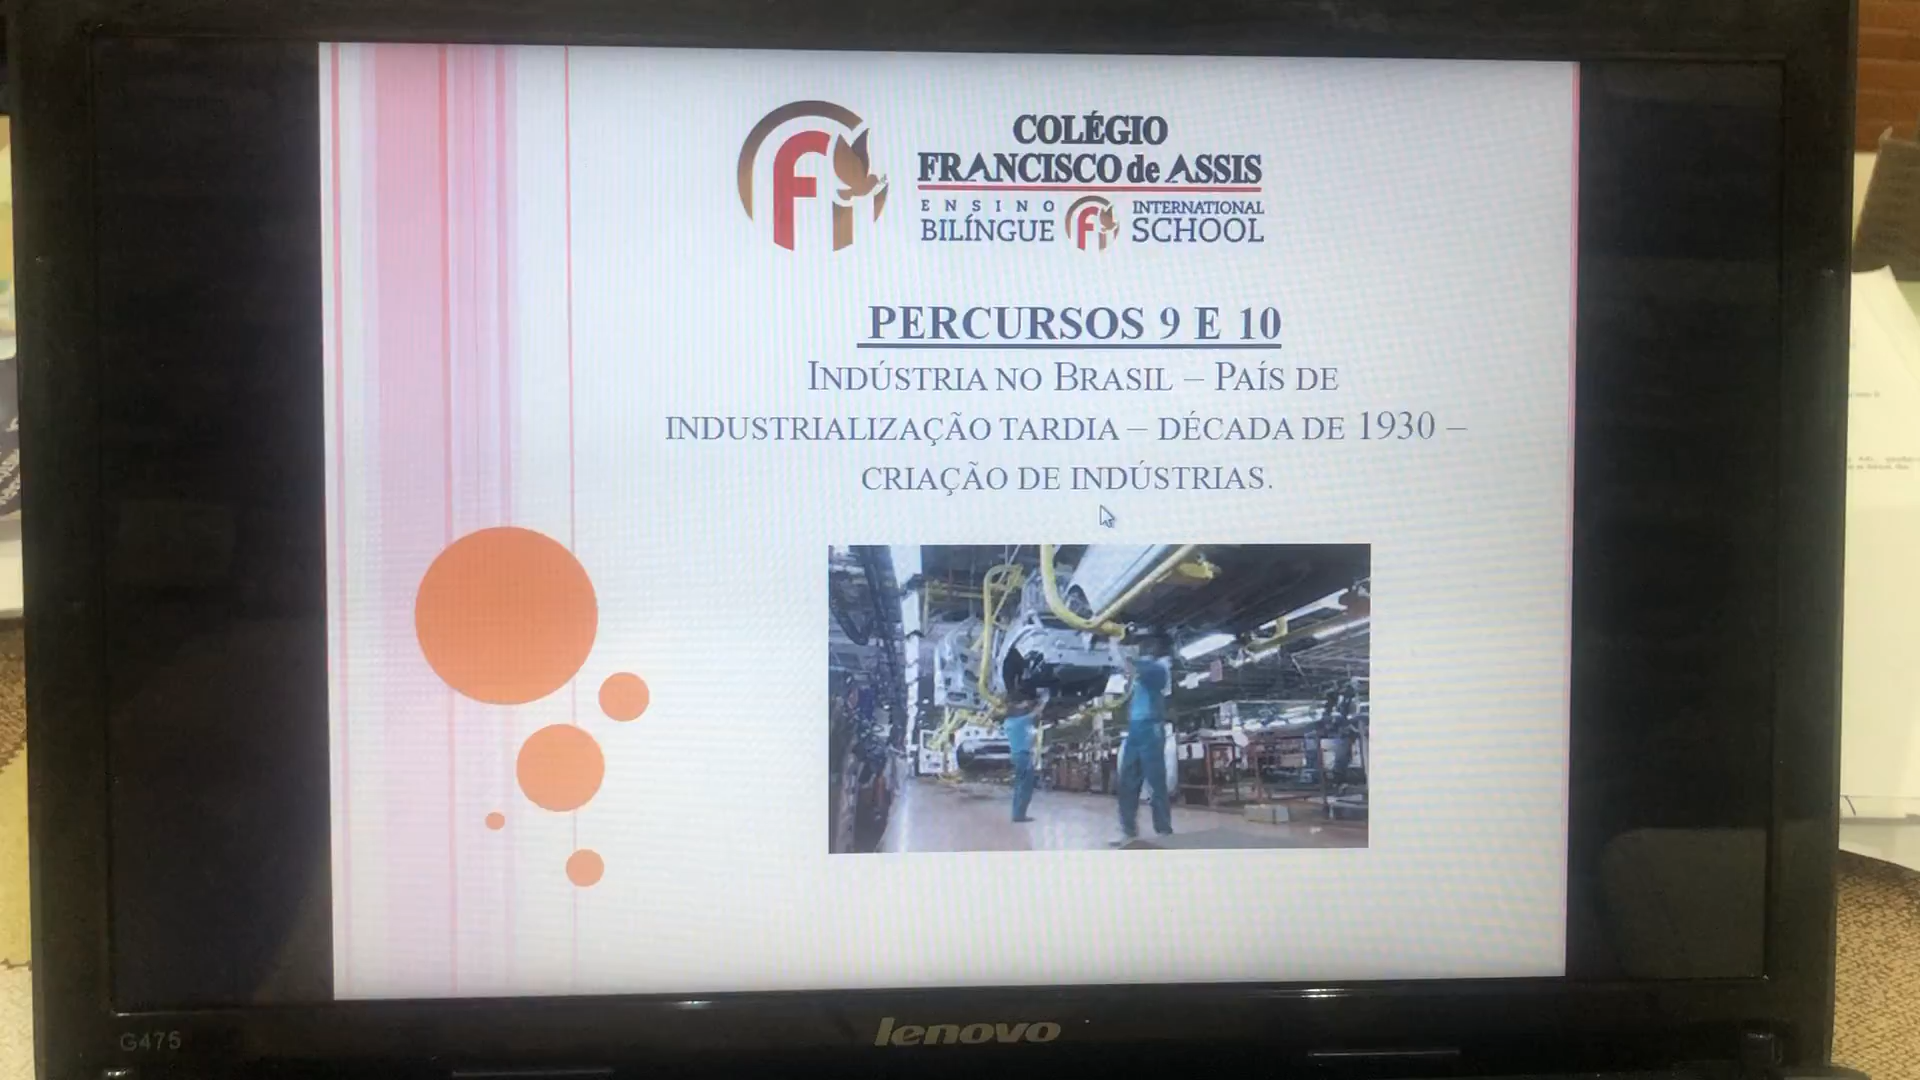 COLÉGIO
FRANCISCO de ASSIS
ENSINO
BILÍNGUE
INTERNATIONAL
SCHOOL
PERCURSOS 9 E 10
INDÚSTRIA NO BRASIL – PAÍS DE
INDUSTRIALIZAÇÃO TARDIA – DÉCADA DE 1930 –
CRIAÇÃO DE INDÚSTRIAS.
G475
lenovo